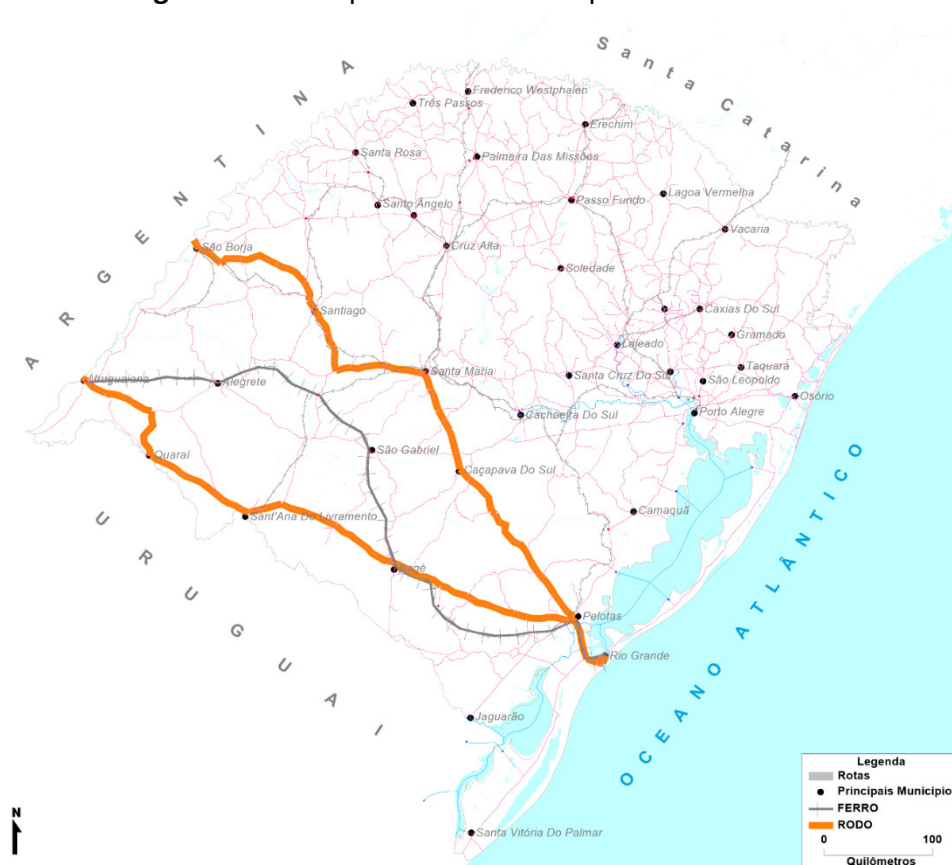 Santa Catarina
ARGENTINA
Frederico Westphalen
Três Passos
Erechim
Santa Rosa
Palmeira Das Missões
Lagoa Vermelha
Santo Ângelo
Passo Fundo
Vacaria
São Borja
Cruz Alta
Soledade
Santiago
Caxias Do Sul
Gramado
Lajeado
Taquara
Santa Maria
Santa Cruz Do Sul
São Leopoldo
Uruguaiana
Alegrete
Osório
Cachoeira Do Sul
Porto Alegre
São Gabriel
Quaraí
Caçapava Do Sul
Camaquã
Sant'Ana Do Livramento
Bagé
Pelotas
Rio Grande
URUGUAI
OCEANO ATLÂNTICO
Jaguarão
Santa Vitória Do Palmar
N
Legenda
Rotas
Principais Município
FERRO
RODO
0 100
Quilômetros